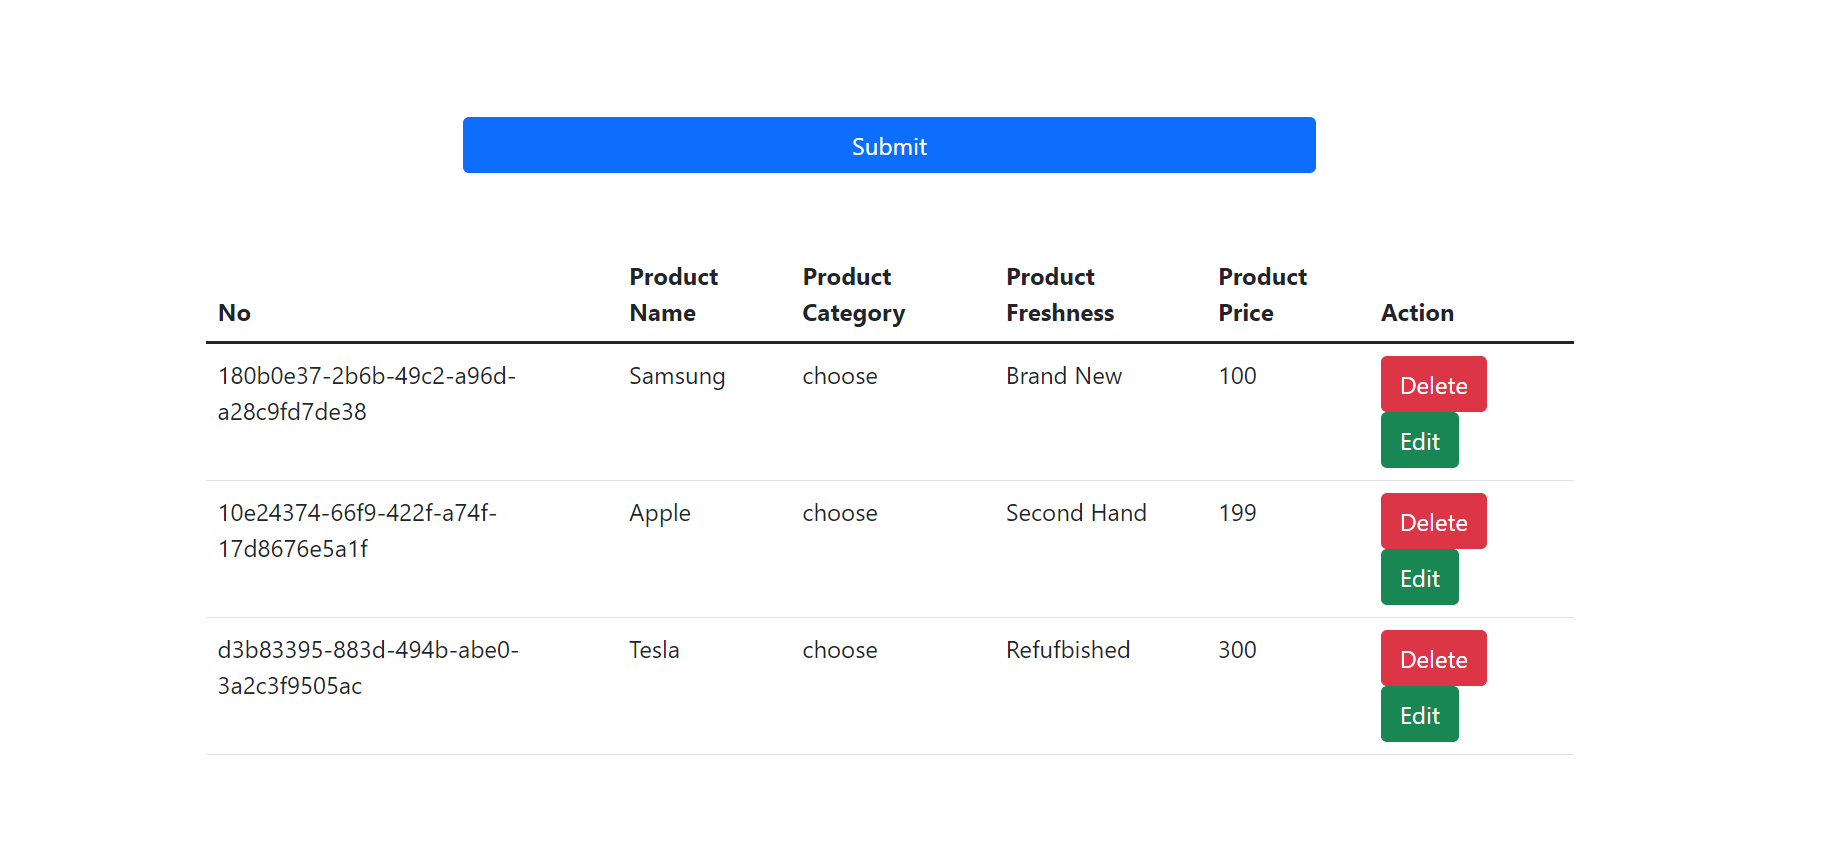 Submit
No Product Name Product Category Product Freshness Product Price Action
180b0e37-2b6b-49c2-a96d- Samsung choose Brand New 100 Delete
a28c9fd7de38
Edit
10e24374-66f9-422f-a74f- Apple choose Second Hand 199 Delete
17d8676e5a1f
Edit
d3b83395-883d-494b-abe0- Tesla choose Refufbished 300 Delete
3a2c3f9505ac
Edit